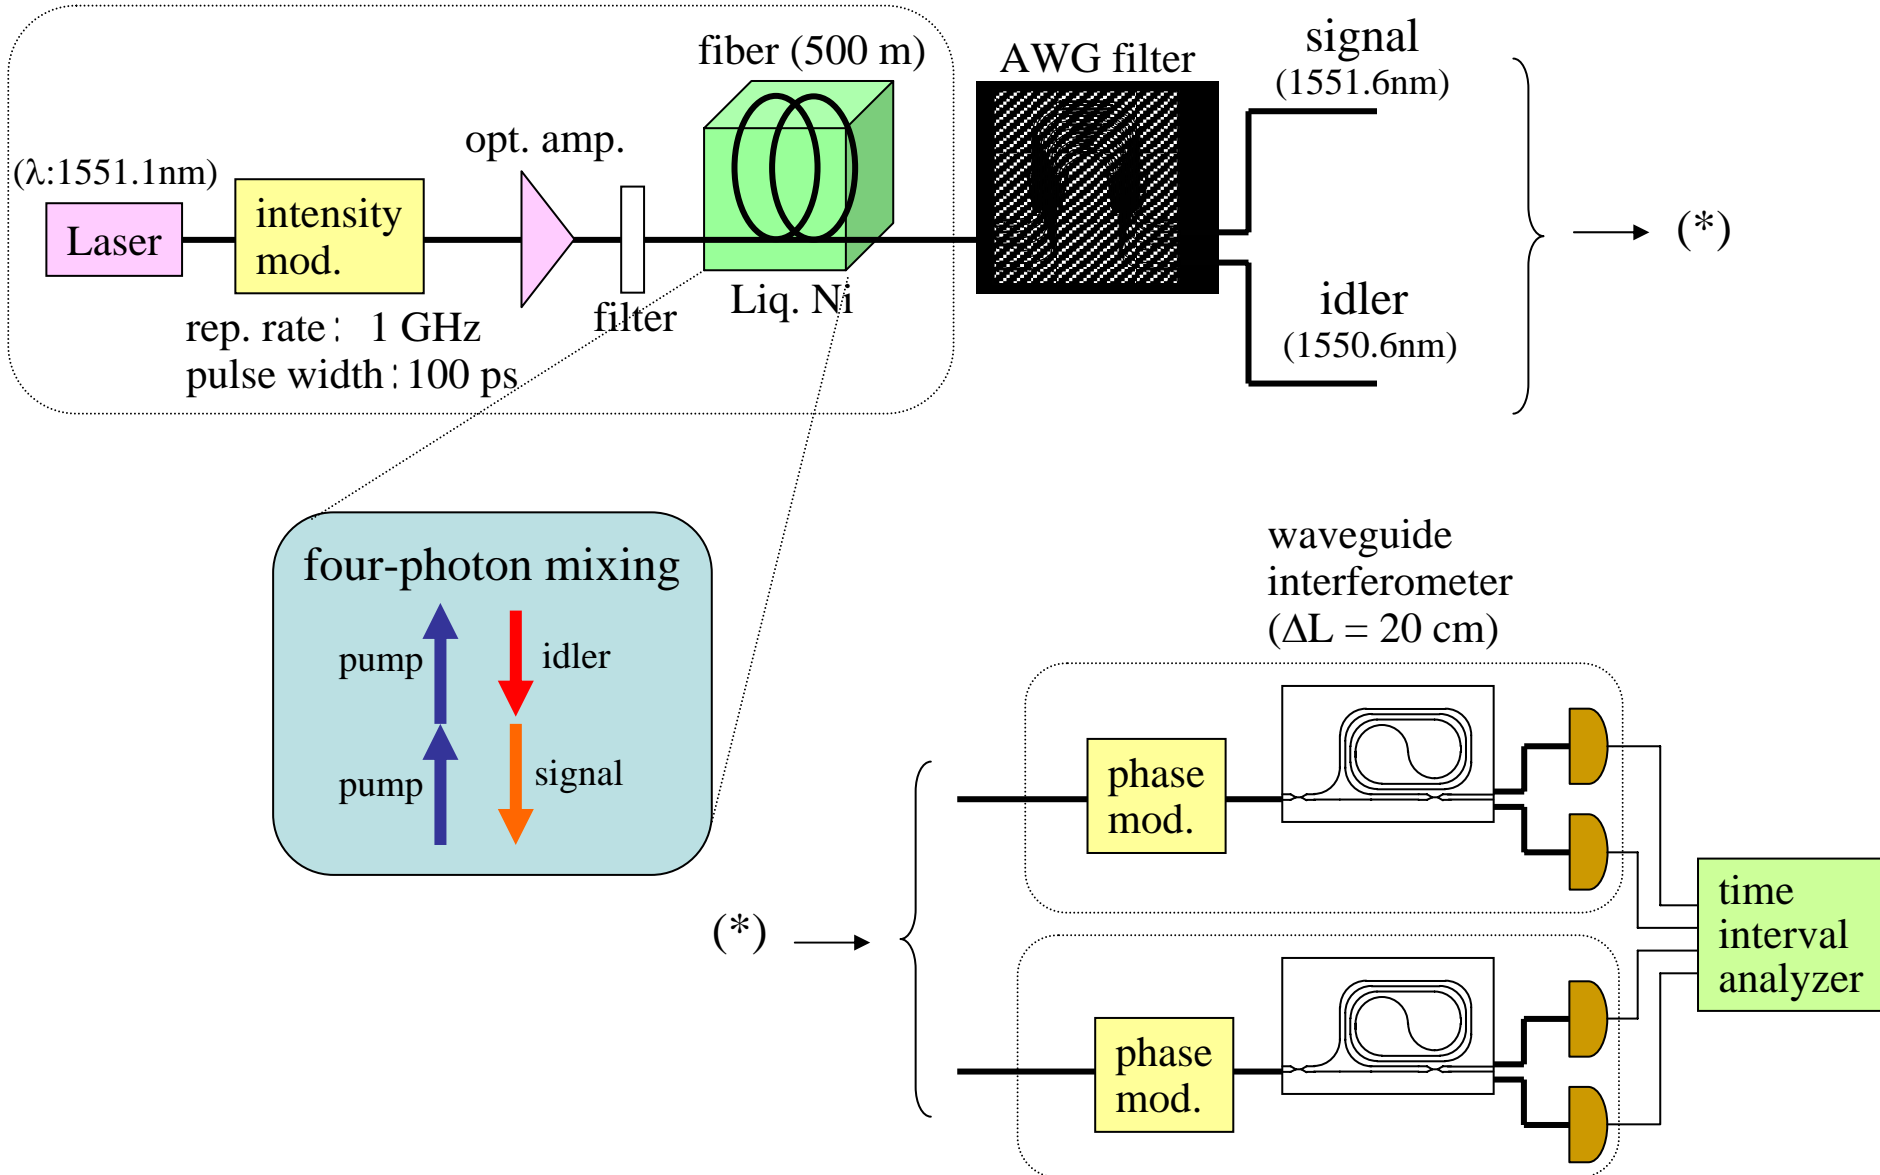 fiber (500 m)
AWG filter
signal
(1551.6nm)
opt. amp.
(λ:1551.1nm)
Laser
intensity
mod.
(*)
filter
Liq. Ni
idler
(1550.6nm)
rep. rate: 1 GHz
pulse width:100 ps
four-photon mixing
pump
idler
pump
signal
waveguide
interferometer
(ΔL = 20 cm)
phase
mod.
(*)
time
interval
analyzer
phase
mod.